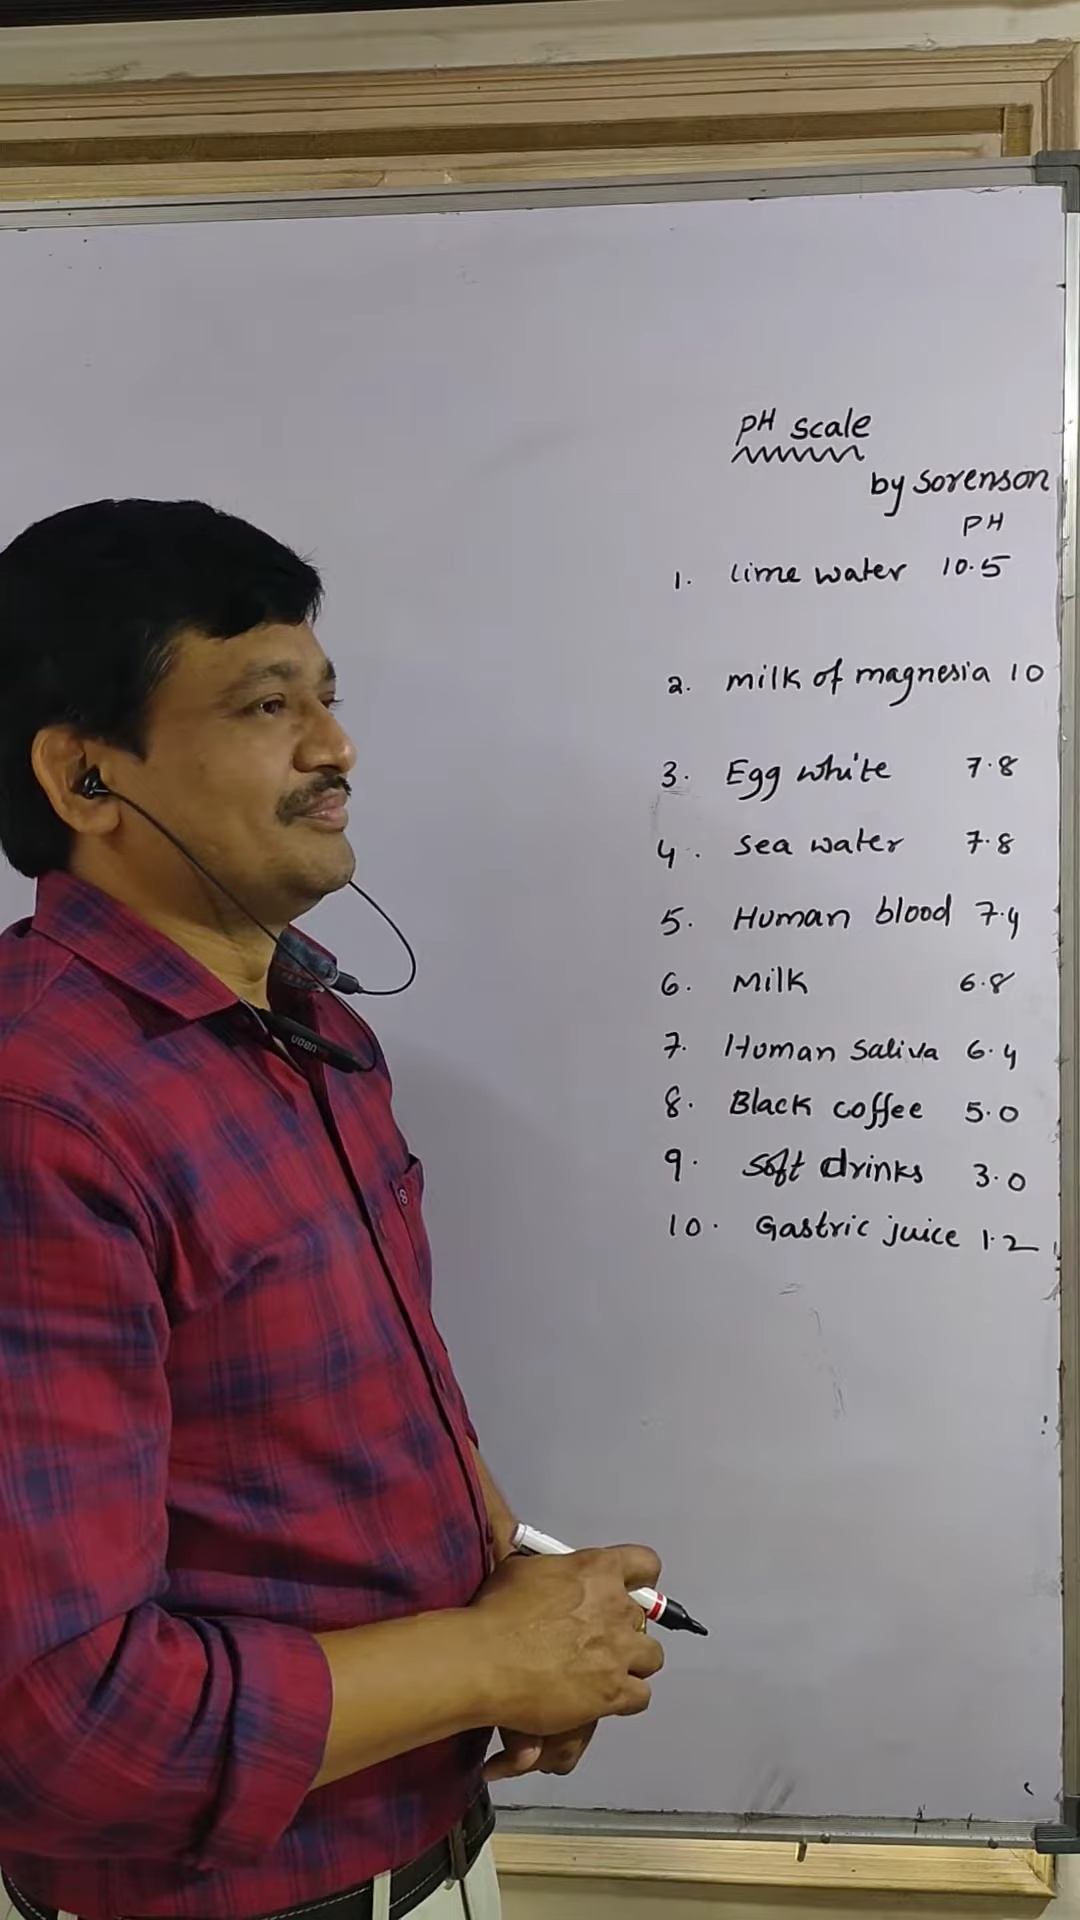 PH scale
by Sorenson
PH
1. Lime water 10.5
2. milk of magnesia 10
3. Egg white 7.8
4. sea water 7.8
5. Human blood 7.4
6. Milk 6.8
7. Human Saliva 6.4
8. Black coffee 5.0
9. Soft drinks 3.0
10. Gastric juice 1.2